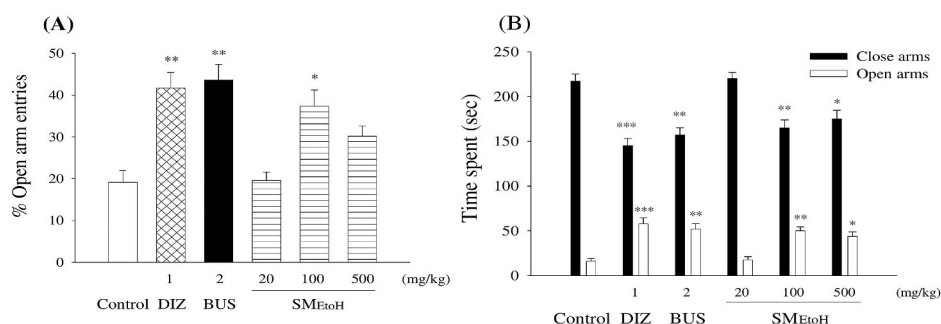 (A)
% Open arm entries
50
40
30
20
10
0
** ** *
1 2 20 100 500 (mg/kg)
Control DIZ BUS SMEtoH
(B)
Time spent (sec)
250
200
150
100
50
0
Close arms
Open arms
*** ** ** *
*** ** ** *
1 2 20 100 500 (mg/kg)
Control DIZ BUS SMEtoH